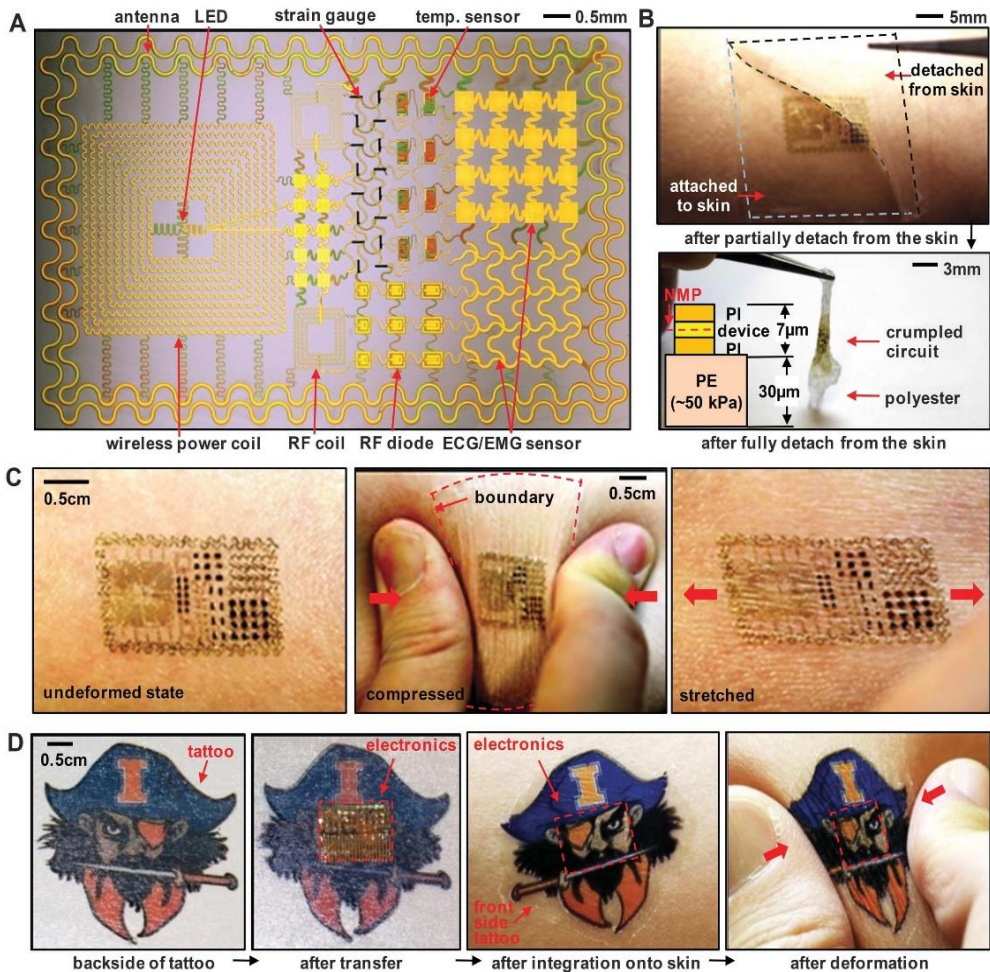 A
antenna LED strain gauge temp. sensor 0.5mm
wireless power coil RF coil RF diode ECG/EMG sensor
B
5mm
detached
from skin
attached
to skin
after partially detach from the skin
3mm
NMP
PI
device
PI
7μm
PE
(~50 kPa)
30μm
crumpled
circuit
polyester
after fully detach from the skin
C
0.5cm
undeformed state
boundary
0.5cm
compressed
stretched
D
0.5cm
tattoo
I
backside of tattoo
electronics
I
after transfer
electronics
I
front
side
tattoo
after integration onto skin
I
after deformation